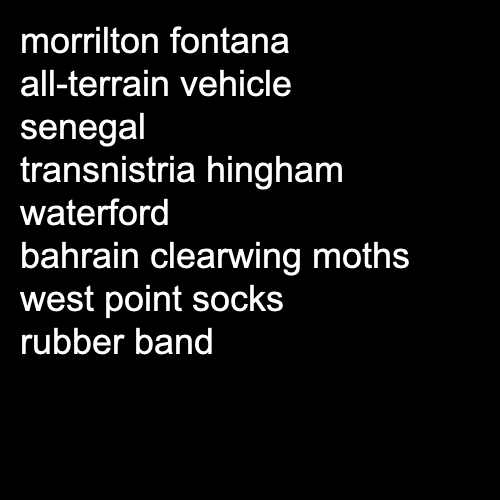 morrilton fontana
all-terrain vehicle
senegal
transnistria hingham
waterford
bahrain clearwing moths
west point socks
rubber band